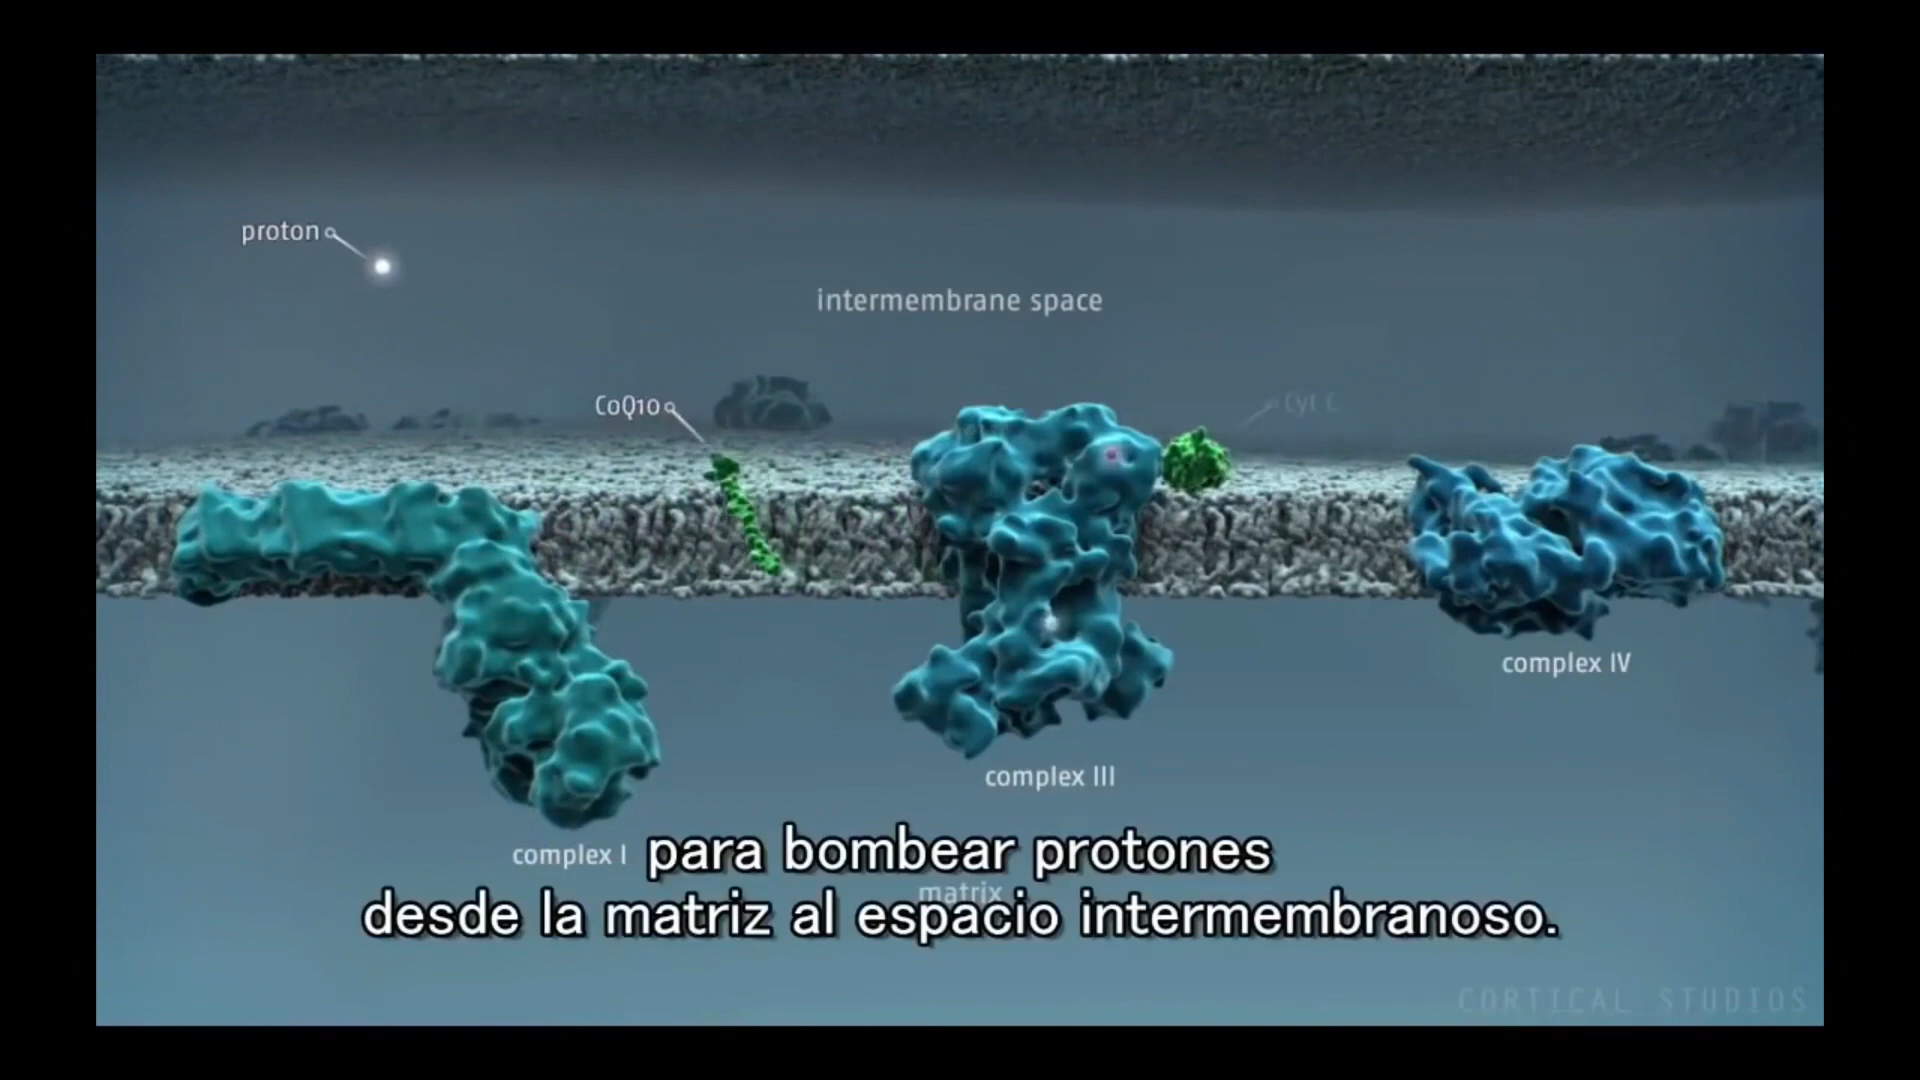 proton
intermembrane space
CoQ10
Cyt C
complex IV
complex III
complex I
para bombear protones
matrix
desde la matriz al espacio intermembranoso.
CORTICAL STUDIOS